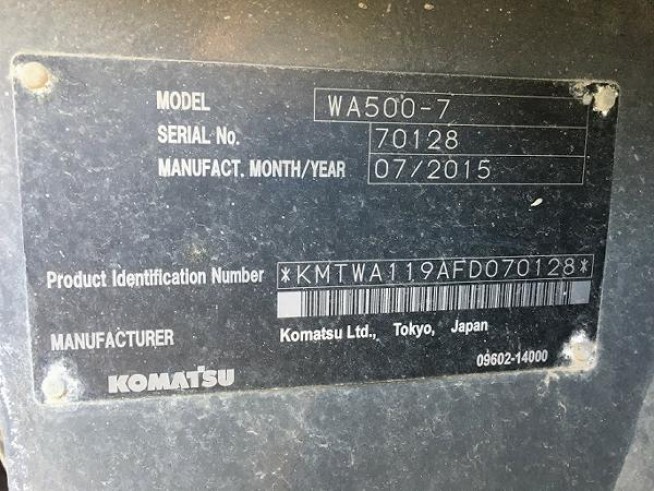 MODEL WA500-7
SERIAL No. 70128
MANUFACT. MONTH/YEAR 07/2015
Product Identification Number *KMTWA119AFD070128*
MANUFACTURER Komatsu Ltd., Tokyo, Japan
KOMATSU 09602-14000